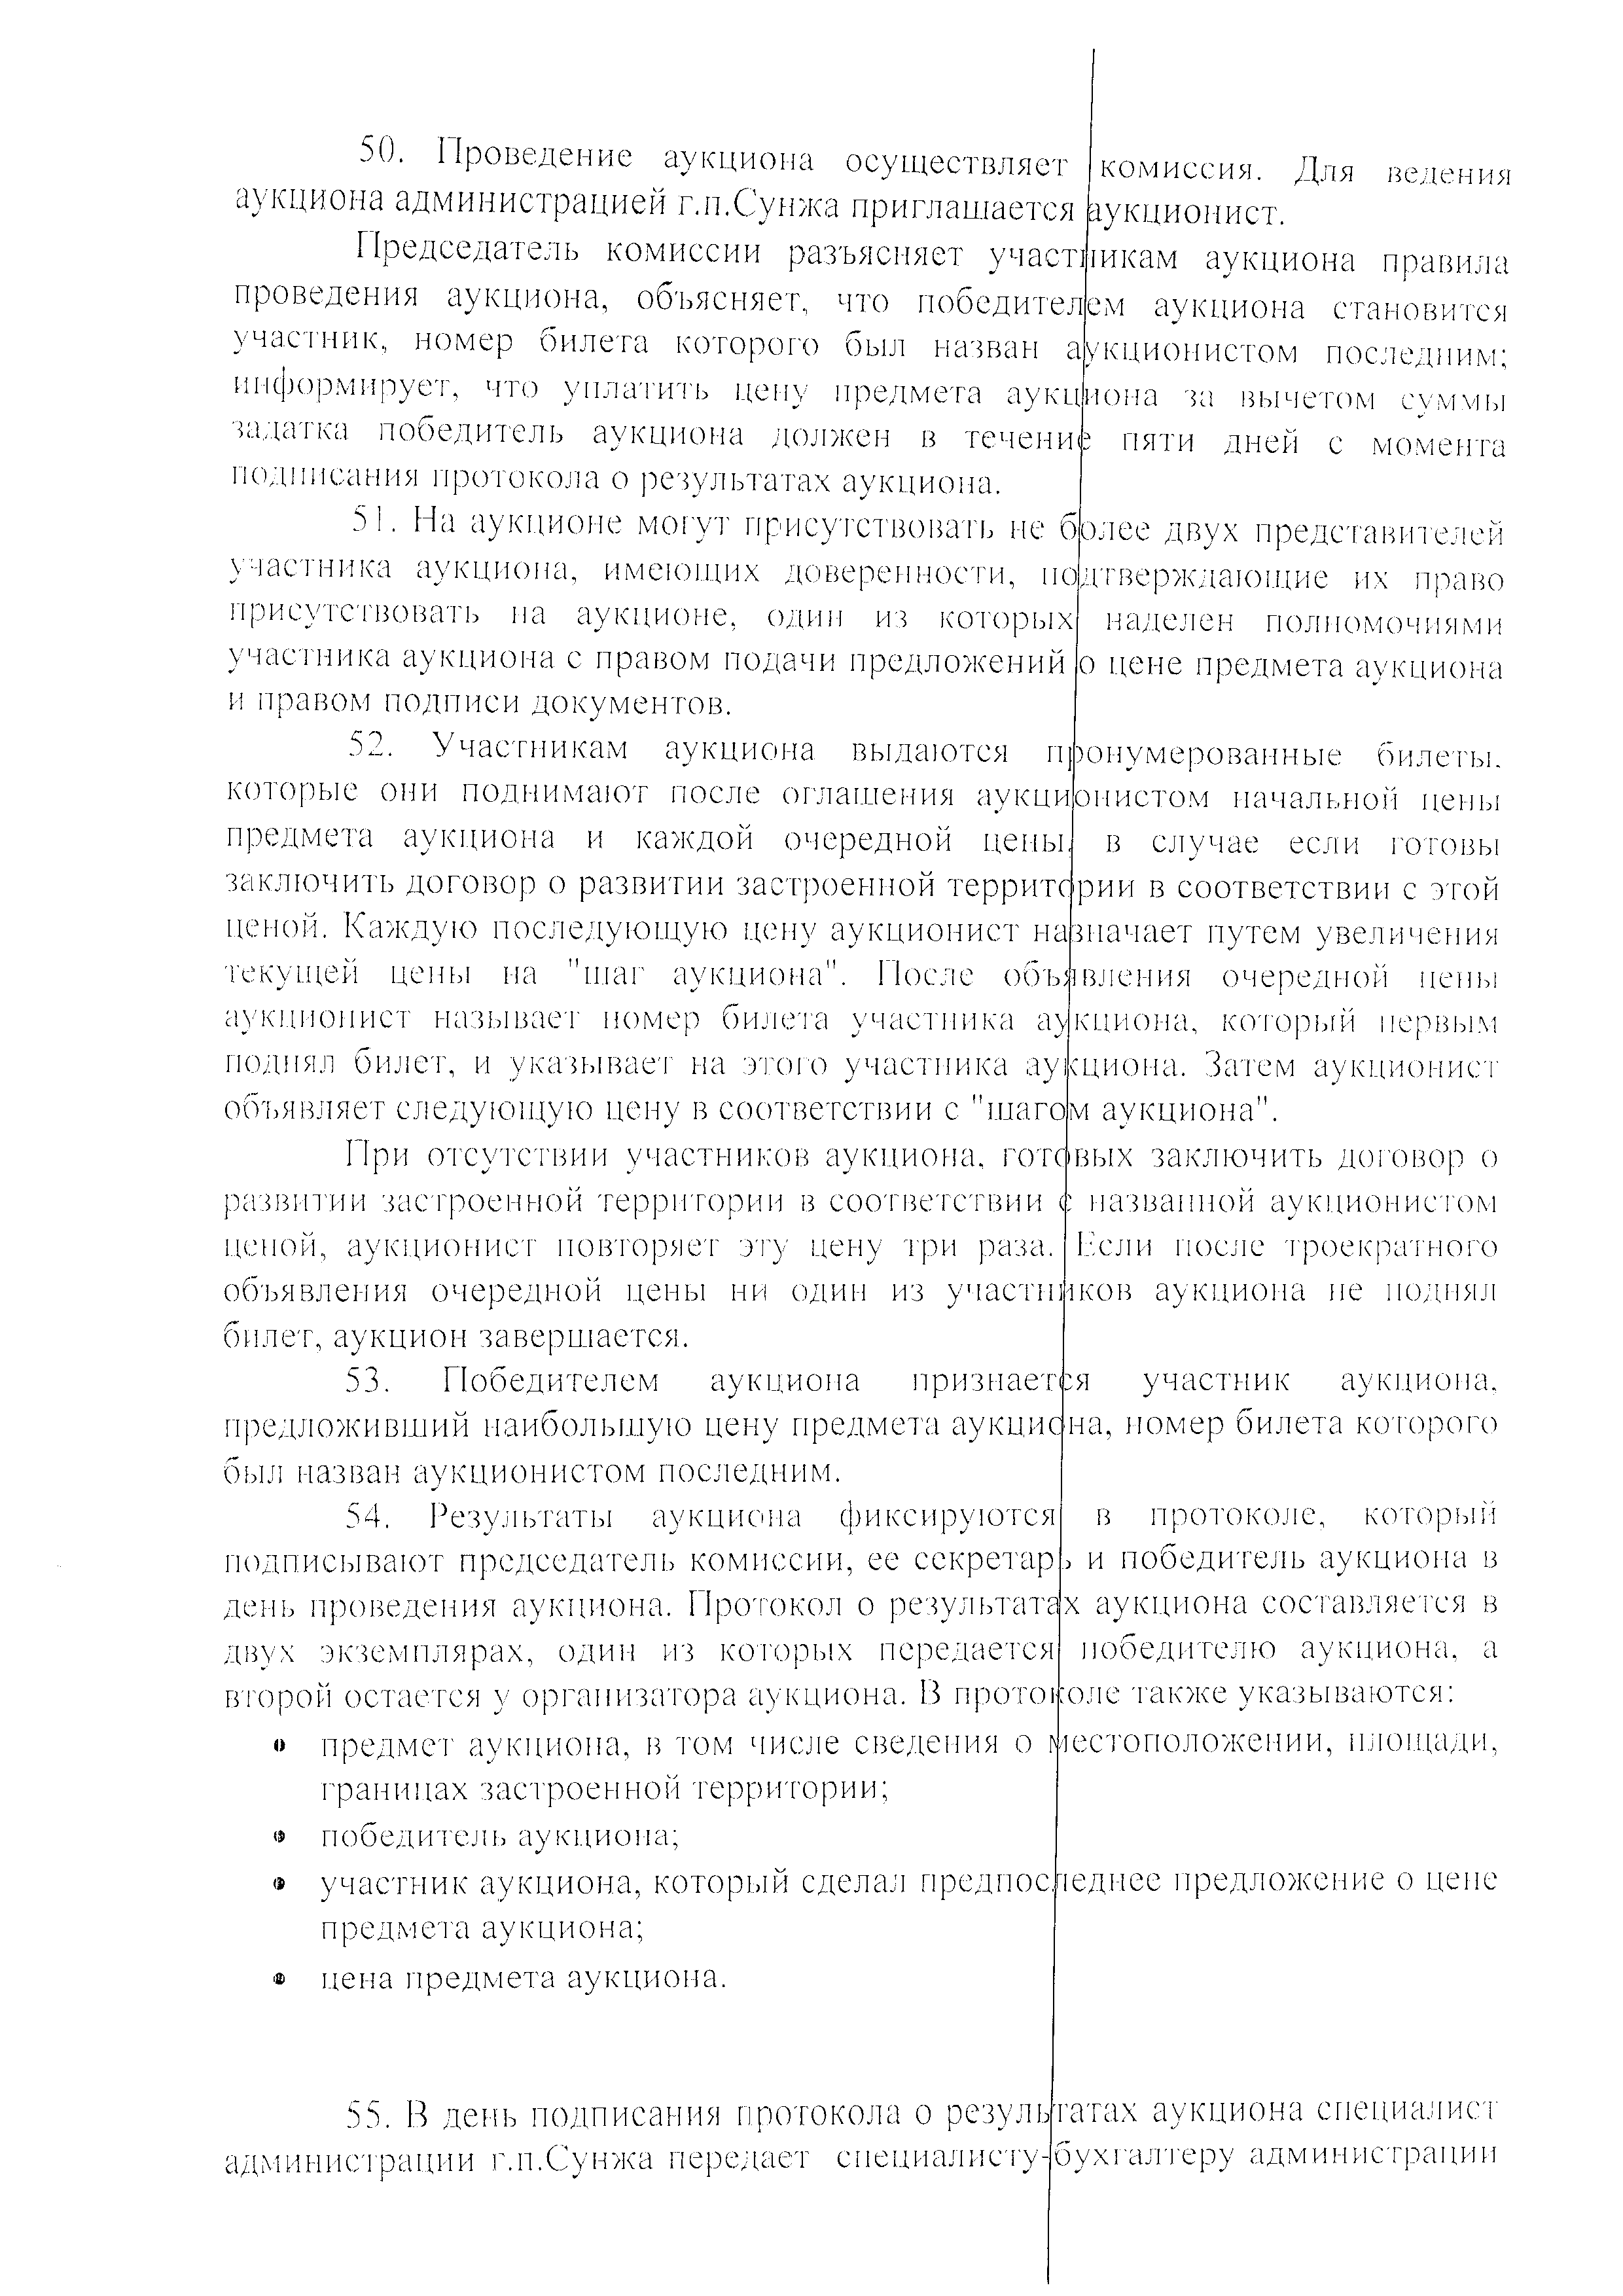 50. Проведение аукциона осуществляет комиссия. Для ведения
аукциона администрацией г.п.Сунжа приглашается аукционист.
Председатель комиссии разъясняет участникам аукциона правила
проведения аукциона, объясняет, что победителем аукциона становится
участник, номер билета которого был назван аукционистом последним;
информирует, что уплатить цену предмета аукциона за вычетом суммы
задатка победитель аукциона должен в течение пяти дней с момента
подписания протокола о результатах аукциона.
51. На аукционе могут присутствовать не более двух представителей
участника аукциона, имеющих доверенности, подтверждающие их право
присутствовать на аукционе, один из которых наделен полномочиями
участника аукциона с правом подачи предложений о цене предмета аукциона
и правом подписи документов.
52. Участникам аукциона выдаются пронумерованные билеты,
которые они поднимают после оглашения аукционистом начальной цены
предмета аукциона и каждой очередной цены, в случае если готовы
заключить договор о развитии застроенной территории в соответствии с этой
ценой. Каждую последующую цену аукционист назначает путем увеличения
текущей цены на "шаг аукциона". После объявления очередной цены
аукционист называет номер билета участника аукциона, который первым
поднял билет, и указывает на этого участника аукциона. Затем аукционист
объявляет следующую цену в соответствии с "шагом аукциона".
При отсутствии участников аукциона, готовых заключить договор о
развитии застроенной территории в соответствии с названной аукционистом
ценой, аукционист повторяет эту цену три раза. Если после троекратного
объявления очередной цены ни один из участников аукциона не поднял
билет, аукцион завершается.
53. Победителем аукциона признается участник аукциона,
предложивший наибольшую цену предмета аукциона, номер билета которого
был назван аукционистом последним.
54. Результаты аукциона фиксируются в протоколе, который
подписывают председатель комиссии, ее секретарь и победитель аукциона в
день проведения аукциона. Протокол о результатах аукциона составляется в
двух экземплярах, один из которых передается победителю аукциона, а
второй остается у организатора аукциона. В протоколе также указываются:
• предмет аукциона, в том числе сведения о местоположении, площади,
границах застроенной территории;
• победитель аукциона;
• участник аукциона, который сделал предпоследнее предложение о цене
предмета аукциона;
• цена предмета аукциона.
55. В день подписания протокола о результатах аукциона специалист
администрации г.п.Сунжа передает специалисту-бухгалтеру администрации